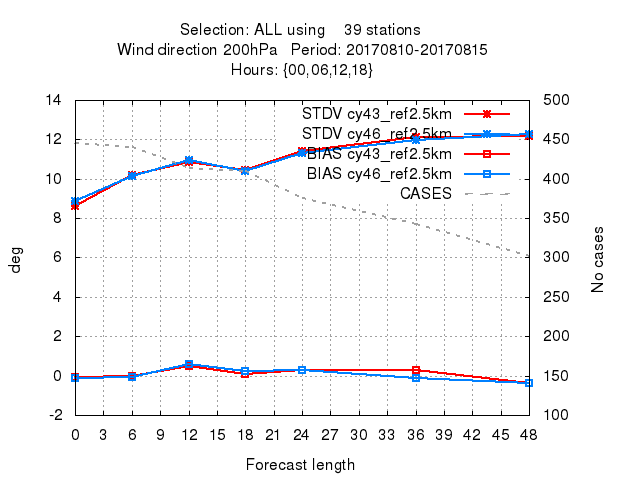 Selection: ALL using    39 stations
Wind direction 200hPa   Period: 20170810-20170815
Hours: {00,06,12,18}
14 500
12 450
10 400
8 350
6 300
4 250
2 200
0 150
-2 100
STDV cy43_ref2.5km
STDV cy46_ref2.5km
BIAS cy43_ref2.5km
BIAS cy46_ref2.5km
CASES
deg
No cases
0 3 6 9 12 15 18 21 24 27 30 33 36 39 42 45 48
Forecast length